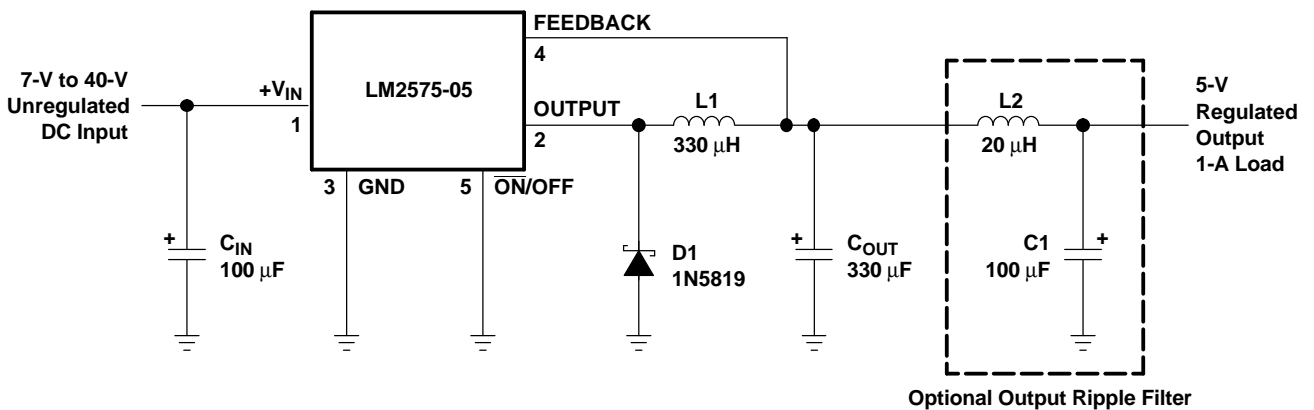 FEEDBACK
4
7-V to 40-V
Unregulated
DC Input
+VIN
1
LM2575-05
OUTPUT
2
L1
330 μH
L2
20 μH
5-V
Regulated
Output
1-A Load
3 GND
5 ON/OFF
+
CIN
100 μF
D1
1N5819
+
COUT
330 μF
C1
100 μF
+
Optional Output Ripple Filter